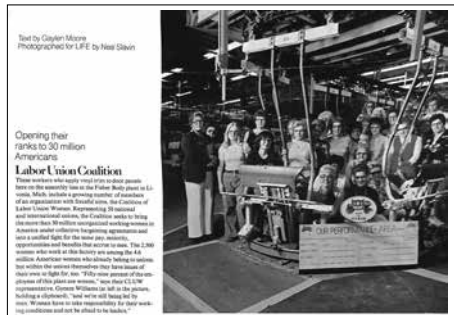 Text by Gaylen Moore
Photographed for LIFE by Neal Slavin
Opening their
ranks to 30 million
Americans
Labor Union Coalition
These workers who apply vinyl trim to door panels
here on the assembly line at the Fisher Body plant in Li-
vonia, Mich. include a growing number of members
of an organization with forceful aims, the Coalition of
Labor Union Women. Representing 58 national
and international unions, the Coalition seeks to bring
the more than 30 million unorganized working women in
America under collective bargaining agreements and
into a unified fight for the same pay, seniority,
opportunities and benefits that accrue to men. The 2,500
women who work at this factory are among the 4.6
million American women who already belong to unions,
but within the unions themselves they have issues of
their own to fight for, too. "Fifty-nine percent of the em-
ployees of this plant are women," says their CLUW
representative, Williams (at left in the picture,
holding a clipboard), "and we're still being led by
men. Women have to take responsibility for their work-
ing conditions and not be afraid to be leaders."
OUR PERFORMANCE AREA